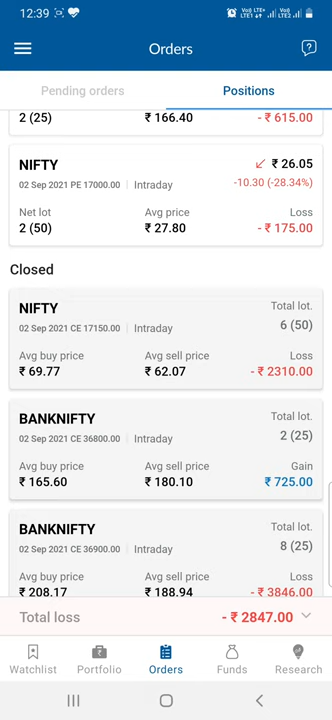 12:39
Vo)) LTE+
LTE1
Vo))
LTE2
Orders
Pending orders
Positions
2 (25)
₹ 166.40
- ₹ 615.00
NIFTY
₹ 26.05
02 Sep 2021 PE 17000.00
Intraday
-10.30 (-28.34%)
Net lot
Avg price
Loss
2 (50)
₹ 27.80
- ₹ 175.00
Closed
NIFTY
Total lot.
02 Sep 2021 CE 17150.00
Intraday
6 (50)
Avg buy price
Avg sell price
Loss
₹ 69.77
₹ 62.07
- ₹ 2310.00
BANKNIFTY
Total lot.
02 Sep 2021 CE 36800.00
Intraday
2 (25)
Avg buy price
Avg sell price
Gain
₹ 165.60
₹ 180.10
₹ 725.00
BANKNIFTY
Total lot.
02 Sep 2021 CE 36900.00
Intraday
8 (25)
Avg buy price
Avg sell price
Loss
₹ 208.17
₹ 188.94
- ₹ 3846.00
Total loss
- ₹ 2847.00
Watchlist
Portfolio
Orders
Funds
Research